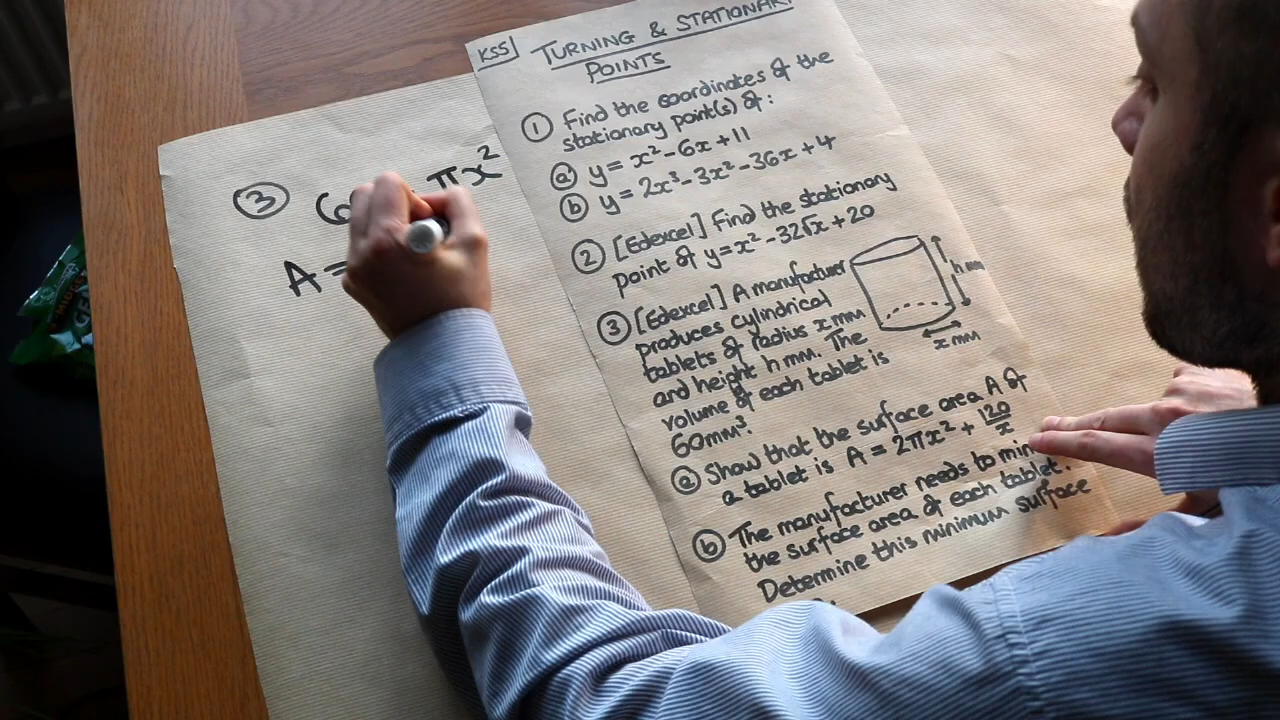 ③ 6 πx²
A =
KS5 TURNING & STATIONARY
POINTS
① Find the coordinates of the
stationary point(s) of:
ⓐ y = x² - 6x + 11
ⓑ y = 2x³ - 3x² - 36x + 4
② [Edexcel] Find the stationary
point of y = x² - 32√x + 20
③ [Edexcel] A manufacturer
produces cylindrical
tablets of radius x mm
and height h mm. The
volume of each tablet is
60mm³.
h mm
x mm
ⓐ Show that the surface area A of
a tablet is A = 2πx² + 120/x
ⓑ The manufacturer needs to min
the surface area of each tablet.
Determine this minimum surface